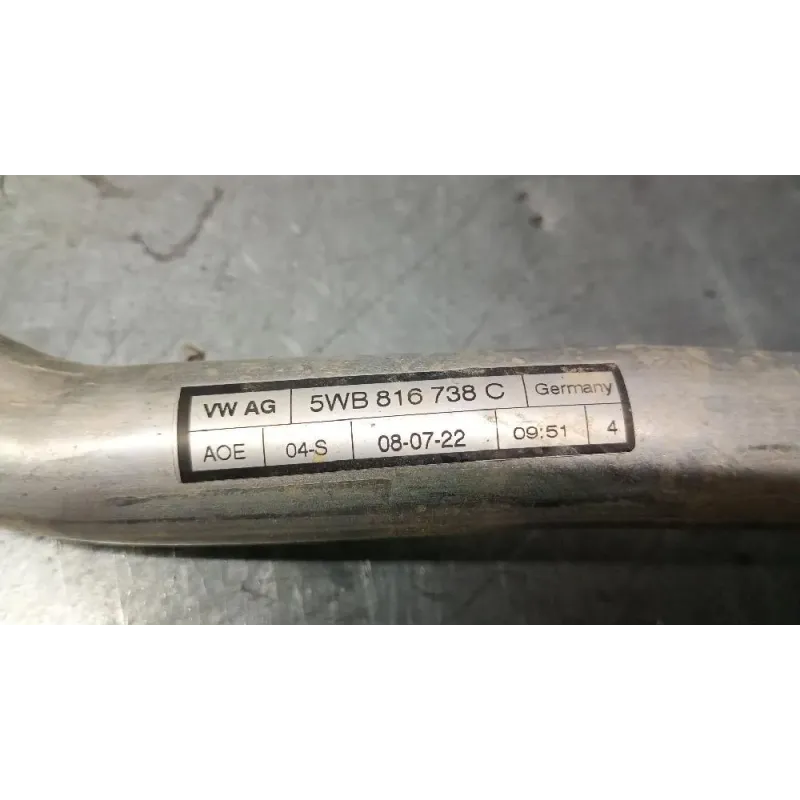 VW AG 5WB 816 738 C Germany
AOE 04-S 08-07-22 09:51 4